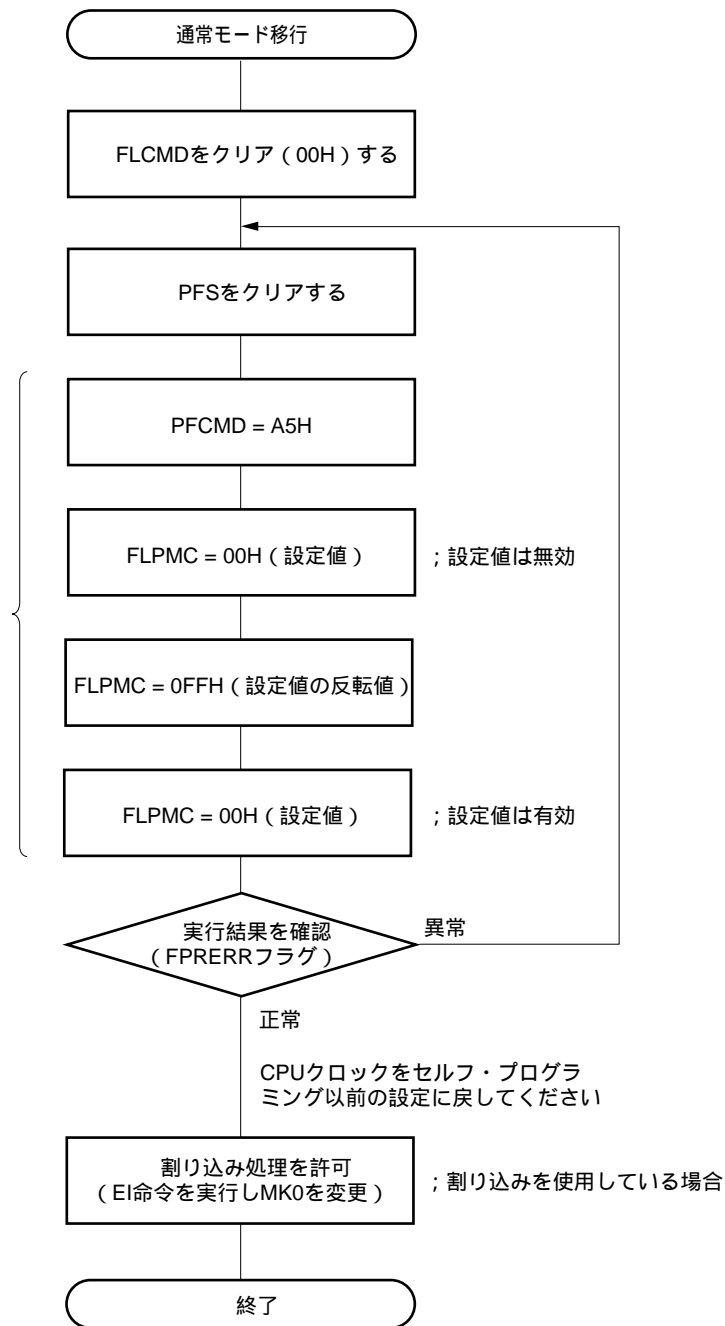 通常モード移行
FLCMDをクリア（00H）する
PFSをクリアする
PFCMD = A5H
FLPMC = 00H（設定値）
；設定値は無効
FLPMC = 0FFH（設定値の反転値）
FLPMC = 00H（設定値）
；設定値は有効
実行結果を確認
（FPRERRフラグ）
異常
正常
CPUクロックをセルフ・プログラ
ミング以前の設定に戻してください
割り込み処理を許可
（EI命令を実行しMK0を変更）
；割り込みを使用している場合
終了